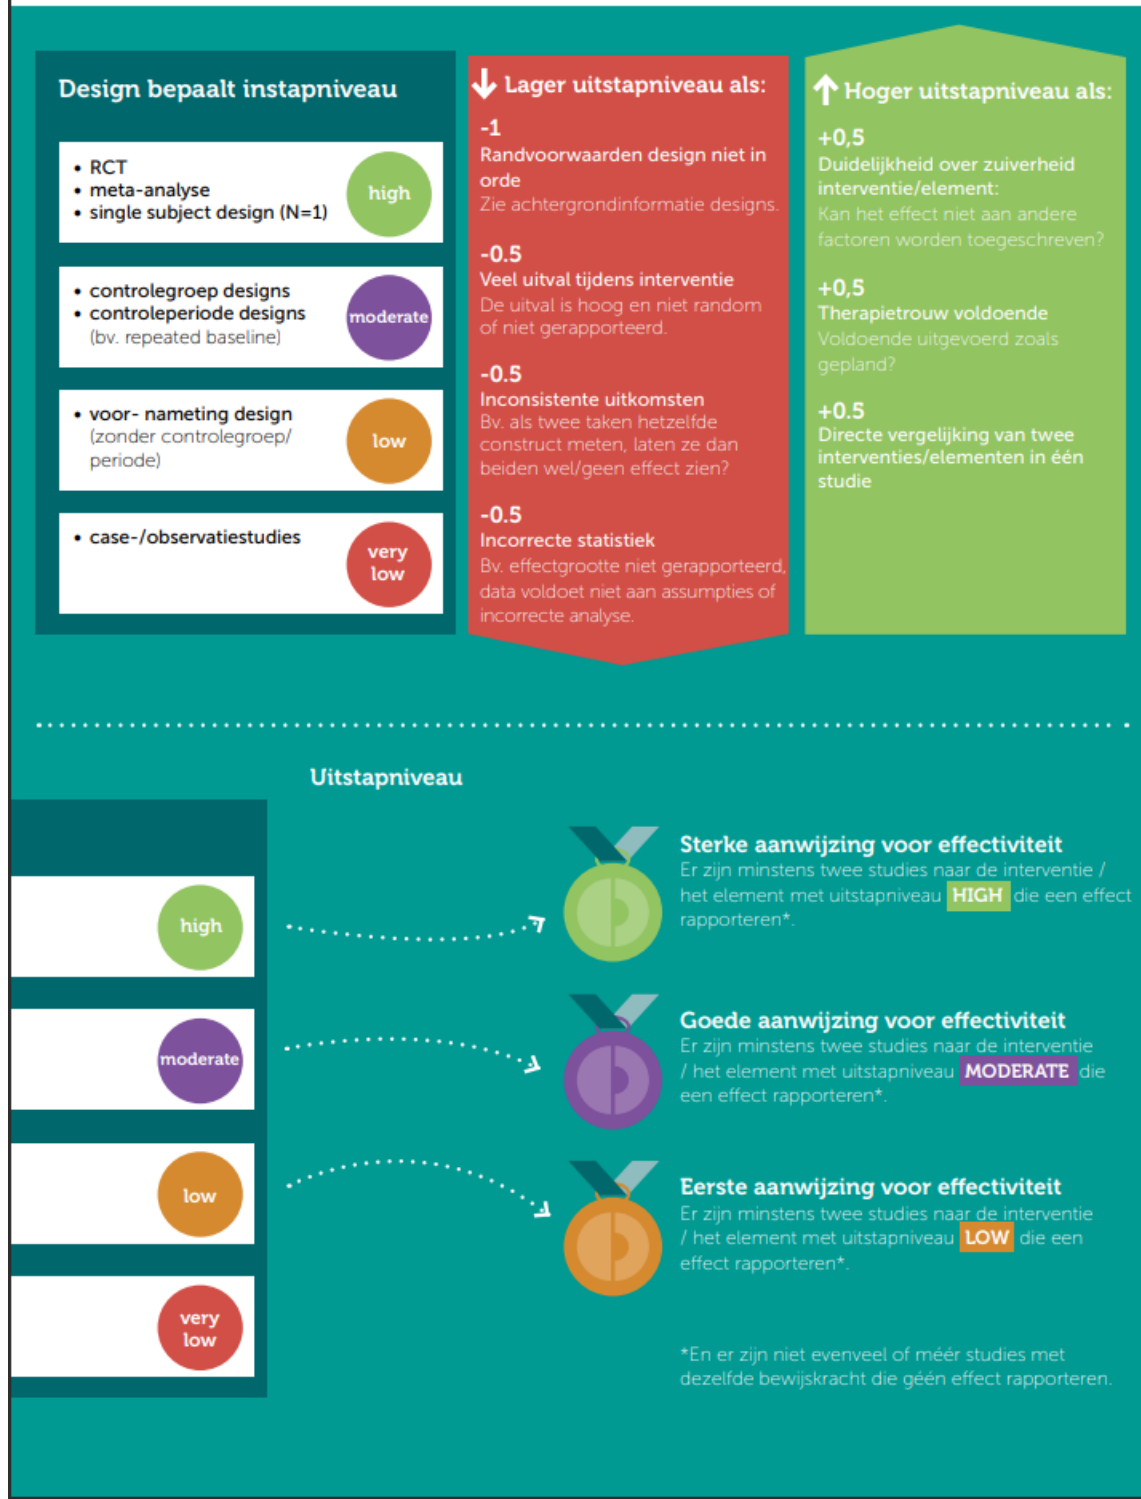 Design bepaalt instapniveau
• RCT
• meta-analyse
• single subject design (N=1)
high
• controlegroep designs
• controleperiode designs
(bv. repeated baseline)
moderate
• voor- nameting design
(zonder controlegroep/
periode)
low
• case-/observatiestudies
very
low
Lager uitstapniveau als:
-1
Randvoorwaarden design niet in
orde
Zie achtergrondinformatie designs.
-0.5
Veel uitval tijdens interventie
De uitval is hoog en niet random
of niet gerapporteerd.
-0.5
Inconsistente uitkomsten
Bv. als twee taken hetzelfde
construct meten, laten ze dan
beiden wel/geen effect zien?
-0.5
Incorrecte statistiek
Bv. effectgrootte niet gerapporteerd,
data voldoet niet aan assumpties of
incorrecte analyse.
Hoger uitstapniveau als:
+0,5
Duidelijkheid over zuiverheid
interventie/element:
Kan het effect niet aan andere
factoren worden toegeschreven?
+0,5
Therapietrouw voldoende
Voldoende uitgevoerd zoals
gepland?
+0.5
Directe vergelijking van twee
interventies/elementen in één
studie
Uitstapniveau
high
moderate
low
very
low
Sterke aanwijzing voor effectiviteit
Er zijn minstens twee studies naar de interventie /
het element met uitstapniveau HIGH die een effect
rapporteren*.
Goede aanwijzing voor effectiviteit
Er zijn minstens twee studies naar de interventie
/ het element met uitstapniveau MODERATE die
een effect rapporteren*.
Eerste aanwijzing voor effectiviteit
Er zijn minstens twee studies naar de interventie
/ het element met uitstapniveau LOW die een
effect rapporteren*.
*En er zijn niet evenveel of méér studies met
dezelfde bewijskracht die géén effect rapporteren.